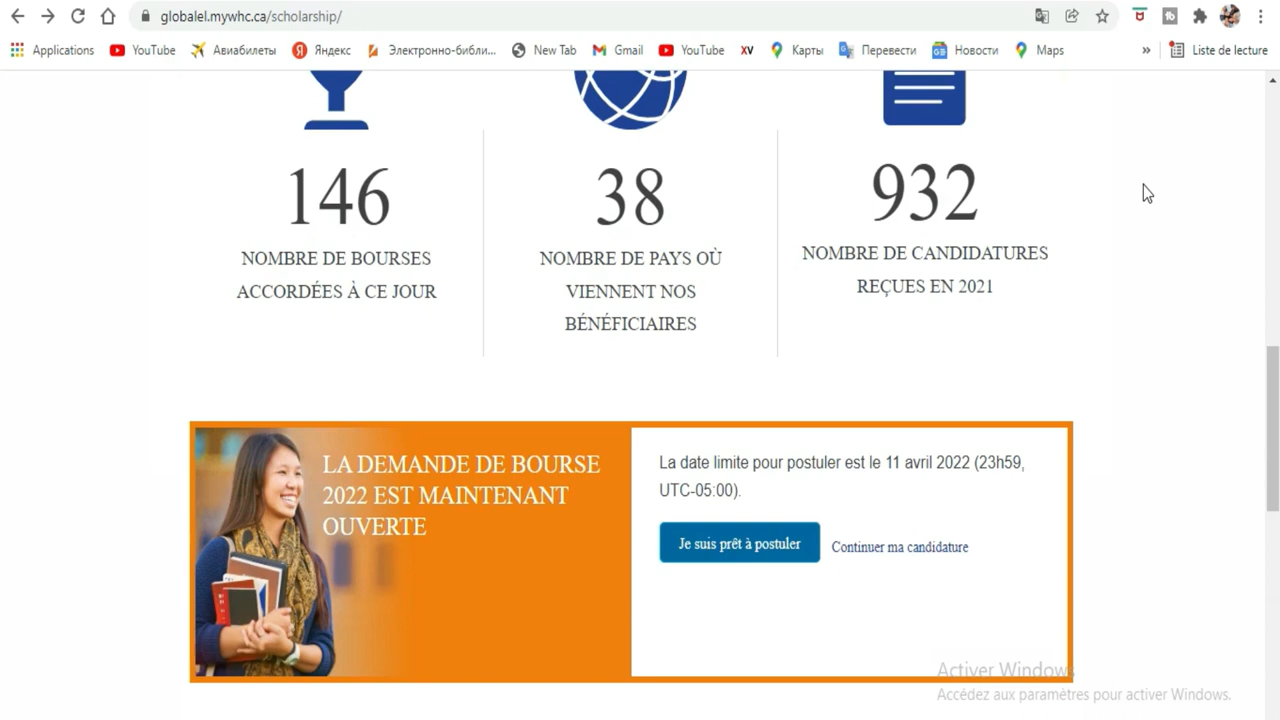 globalel.mywhc.ca/scholarship/
Applications YouTube Авиабилеты Яндекс Электронно-библи... New Tab Gmail YouTube XV Карты Перевести Новости Maps » Liste de lecture
146
NOMBRE DE BOURSES
ACCORDÉES À CE JOUR
38
NOMBRE DE PAYS OÙ
VIENNENT NOS
BÉNÉFICIAIRES
932
NOMBRE DE CANDIDATURES
REÇUES EN 2021
LA DEMANDE DE BOURSE
2022 EST MAINTENANT
OUVERTE
La date limite pour postuler est le 11 avril 2022 (23h59,
UTC-05:00).
Je suis prêt à postuler
Continuer ma candidature
Activer Windows
Accédez aux paramètres pour activer Windows.